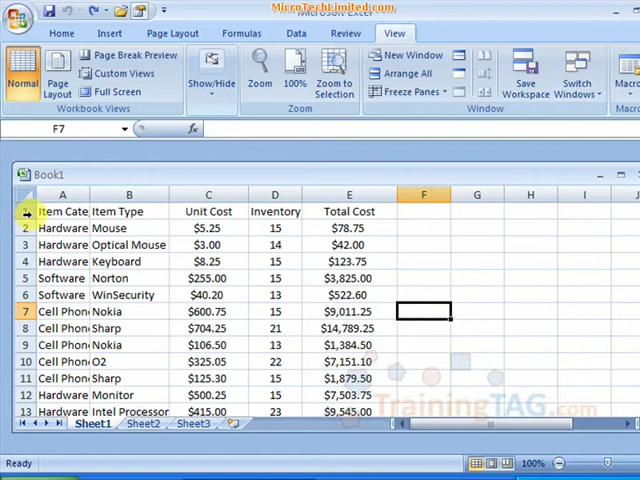 MicroTechLimited.com
Microsoft Excel
Home Insert Page Layout Formulas Data Review View
Normal
Page Layout
Page Break Preview
Custom Views
Full Screen
Workbook Views
Show/Hide
Zoom
100%
Zoom to Selection
Zoom
New Window
Arrange All
Freeze Panes
Save Workspace
Switch Windows
Window
Macro
Macro
F7 fx
Book1
A B C D E F G H I J
1 Item Cate Item Type Unit Cost Inventory Total Cost
2 Hardware Mouse $5.25 15 $78.75
3 Hardware Optical Mouse $3.00 14 $42.00
4 Hardware Keyboard $8.25 15 $123.75
5 Software Norton $255.00 15 $3,825.00
6 Software WinSecurity $40.20 13 $522.60
7 Cell Phon Nokia $600.75 15 $9,011.25
8 Cell Phon Sharp $704.25 21 $14,789.25
9 Cell Phon Nokia $106.50 13 $1,384.50
10 Cell Phon O2 $325.05 22 $7,151.10
11 Cell Phon Sharp $125.30 15 $1,879.50
12 Hardware Monitor $500.25 15 $7,503.75
13 Hardware Intel Processor $415.00 23 $9,545.00
TrainingTAG.com
Sheet1 Sheet2 Sheet3
Ready 100%